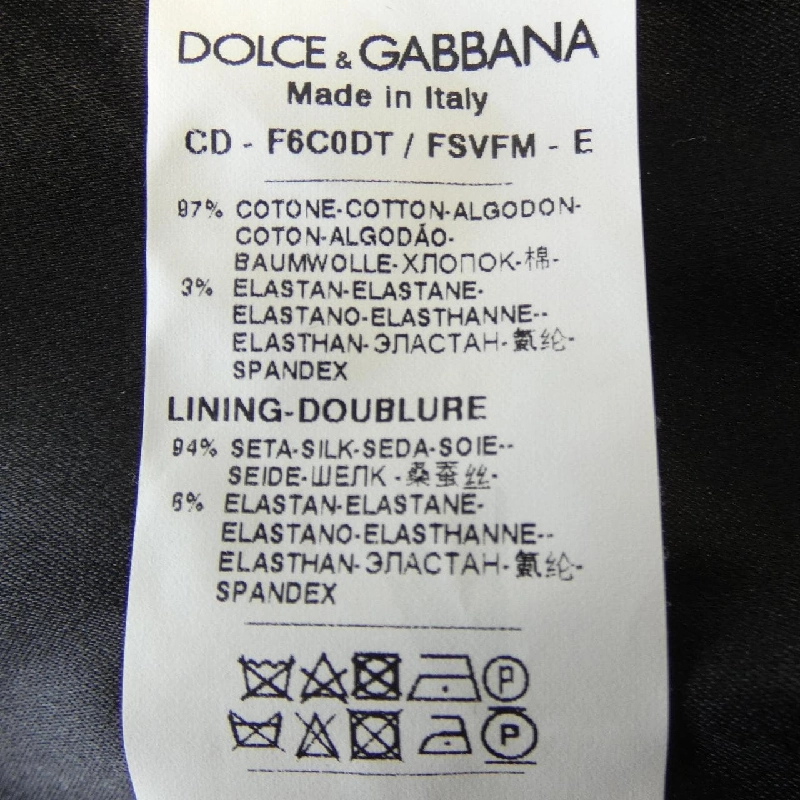 DOLCE & GABBANA
Made in Italy
CD - F6C0DT / FSVFM - E
97% COTONE-COTTON-ALGODON-
COTON-ALGODÃO-
BAUMWOLLE-ХЛОПОК-棉-
3% ELASTAN-ELASTANE-
ELASTANO-ELASTHANNE--
ELASTHAN-ЭЛАСТАН-氨纶-
SPANDEX
LINING-DOUBLURE
94% SETA-SILK-SEDA-SOIE--
SEIDE-ШЕЛК -桑蚕丝-
6% ELASTAN-ELASTANE-
ELASTANO-ELASTHANNE--
ELASTHAN-ЭЛАСТАН-氨纶-
SPANDEX
P
P